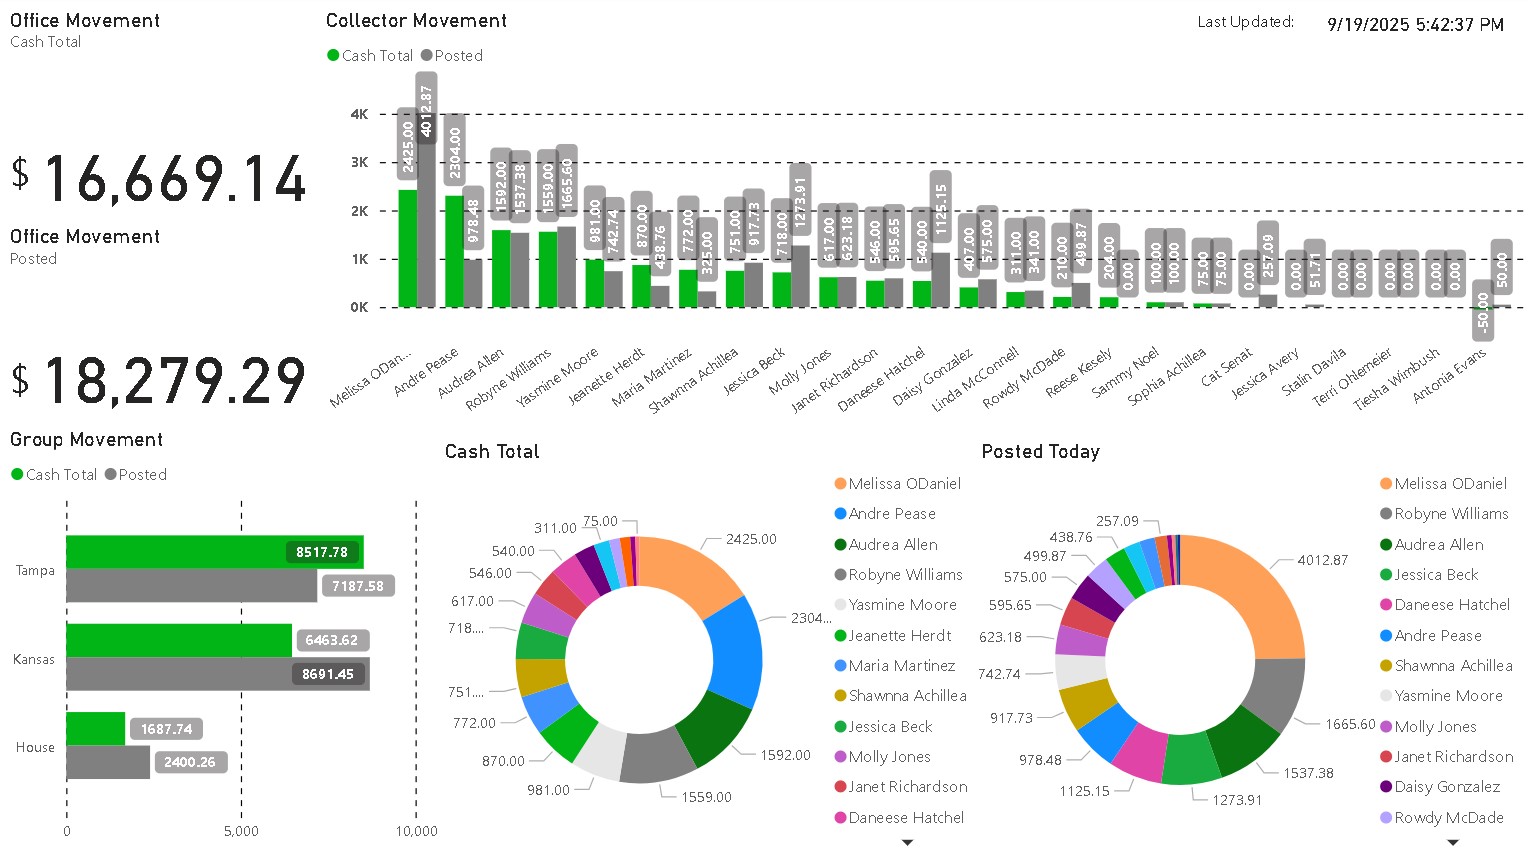 Office Movement
Cash Total
$ 16,669.14
Office Movement
Posted
$ 18,279.29
Collector Movement
Last Updated: 9/19/2025 5:42:37 PM
Cash Total Posted
4K
3K
2K
1K
0K
2425.00 4012.87
2304.00 978.48
1592.00 1537.38
1559.00 1665.60
981.00 742.74
870.00 438.76
772.00 325.00
751.00 917.73
718.00 1273.91
617.00 623.18
546.00 595.65
540.00 1125.15
407.00 575.00
311.00 341.00
210.00 499.87
204.00 0.00
100.00 100.00
75.00 75.00
0.00 257.09
0.00 51.71
0.00 0.00
0.00 0.00
0.00 0.00
-50.00 50.00
Melissa ODan...
Andre Pease
Audrea Allen
Robyne Williams
Yasmine Moore
Jeanette Herdt
Maria Martinez
Shawnna Achillea
Jessica Beck
Molly Jones
Janet Richardson
Daneese Hatchel
Daisy Gonzalez
Linda McConnell
Rowdy McDade
Reese Kesely
Sammy Noel
Sophia Achillea
Cat Senat
Jessica Avery
Stalin Davila
Terri Ohlemeier
Tiesha Wimbush
Antonia Evans
Group Movement
Cash Total Posted
Tampa
8517.78
7187.58
Kansas
6463.62
8691.45
House
1687.74
2400.26
0 5,000 10,000
Cash Total
2425.00
2304....
1592.00
1559.00
981.00
870.00
772.00
751....
718....
617.00
546.00
540.00
311.00
75.00
Melissa ODaniel
Andre Pease
Audrea Allen
Robyne Williams
Yasmine Moore
Jeanette Herdt
Maria Martinez
Shawnna Achillea
Jessica Beck
Molly Jones
Janet Richardson
Daneese Hatchel
Posted Today
4012.87
1665.60
1537.38
1273.91
1125.15
978.48
917.73
742.74
623.18
595.65
575.00
499.87
438.76
257.09
Melissa ODaniel
Robyne Williams
Audrea Allen
Jessica Beck
Daneese Hatchel
Andre Pease
Shawnna Achillea
Yasmine Moore
Molly Jones
Janet Richardson
Daisy Gonzalez
Rowdy McDade